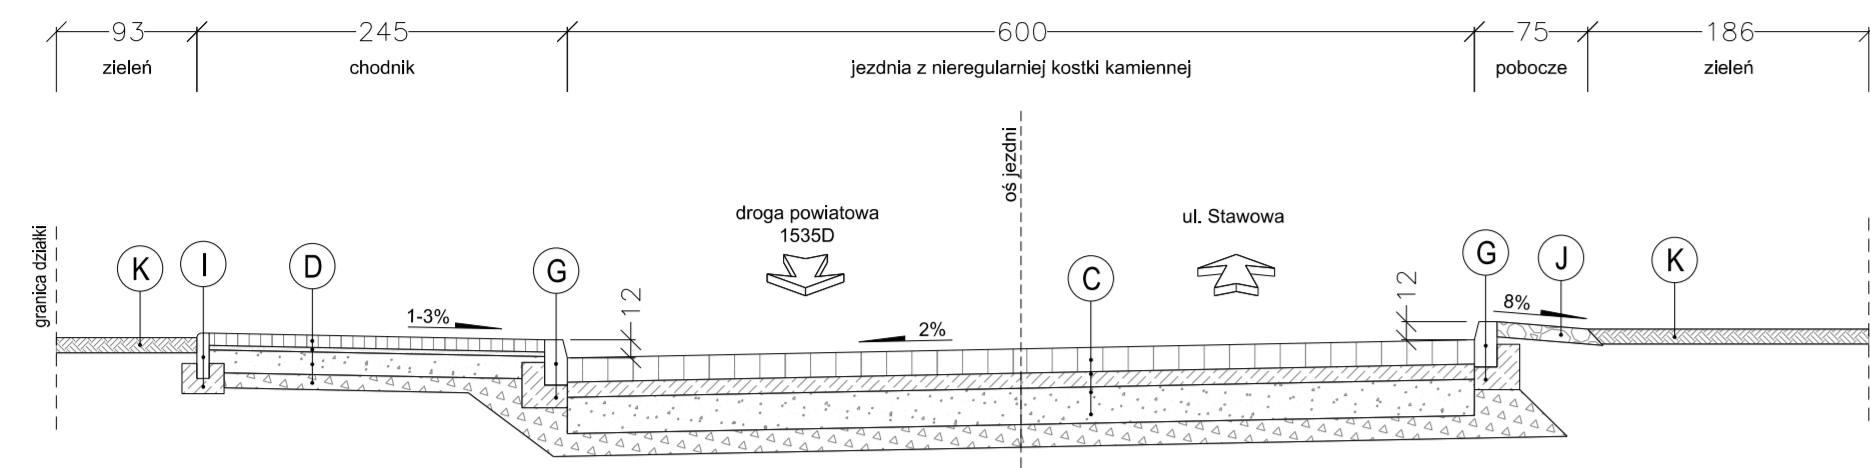 93 245 600 75 186
zieleń chodnik jezdnia z nieregularniej kostki kamiennej pobocze zieleń
oś jezdni
droga powiatowa
1535D
ul. Stawowa
granica działki
K I D G C G J K
12
12
1-3%
2%
8%